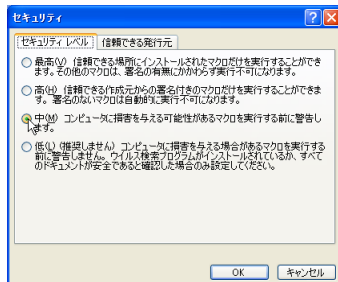 セキュリティ
セキュリティ レベル 信頼できる発行元
最高(V) 信頼できる場所にインストールされたマクロだけを実行することができ
ます。その他のマクロは、署名の有無にかかわらず実行不可になります。
高(H) 信頼できる作成元からの署名付きのマクロだけを実行することができま
す。署名のないマクロは自動的に実行不可になります。
中(M) コンピュータに損害を与える可能性があるマクロを実行する前に警告し
ます。
低(L) (推奨しません) コンピュータに損害を与える場合があるマクロを実行する
前に警告しません。ウイルス検索プログラムがインストールされているか、すべて
のドキュメントが安全であると確認した場合のみ設定してください。
OK キャンセル